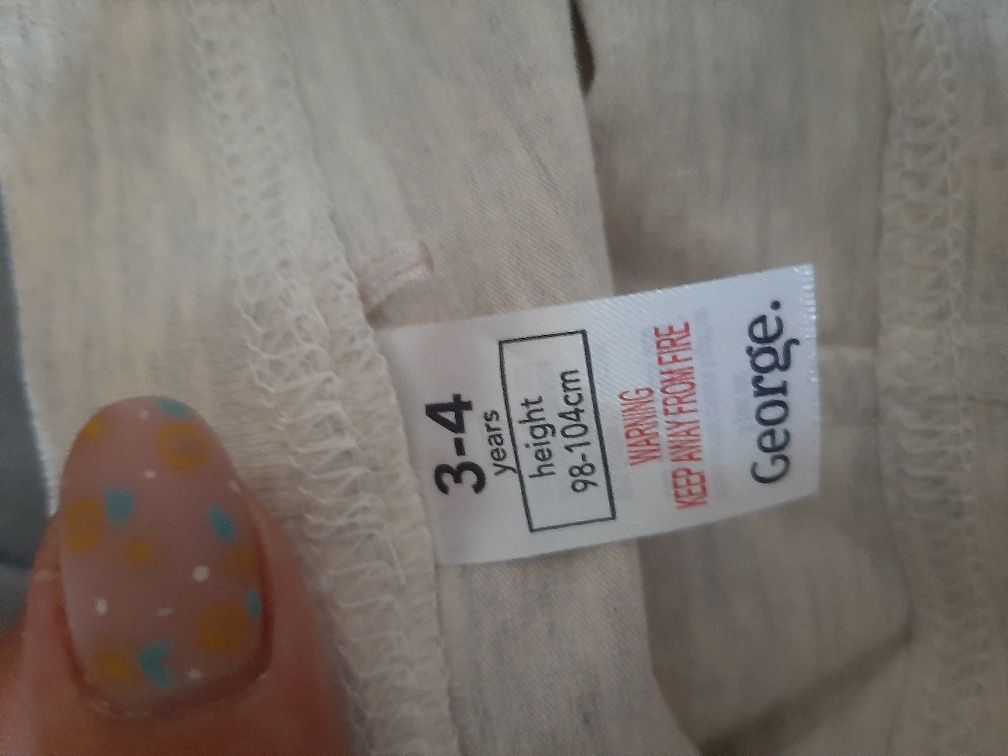 3-4
years
height
98-104cm
WARNING
KEEP AWAY FROM FIRE
George.